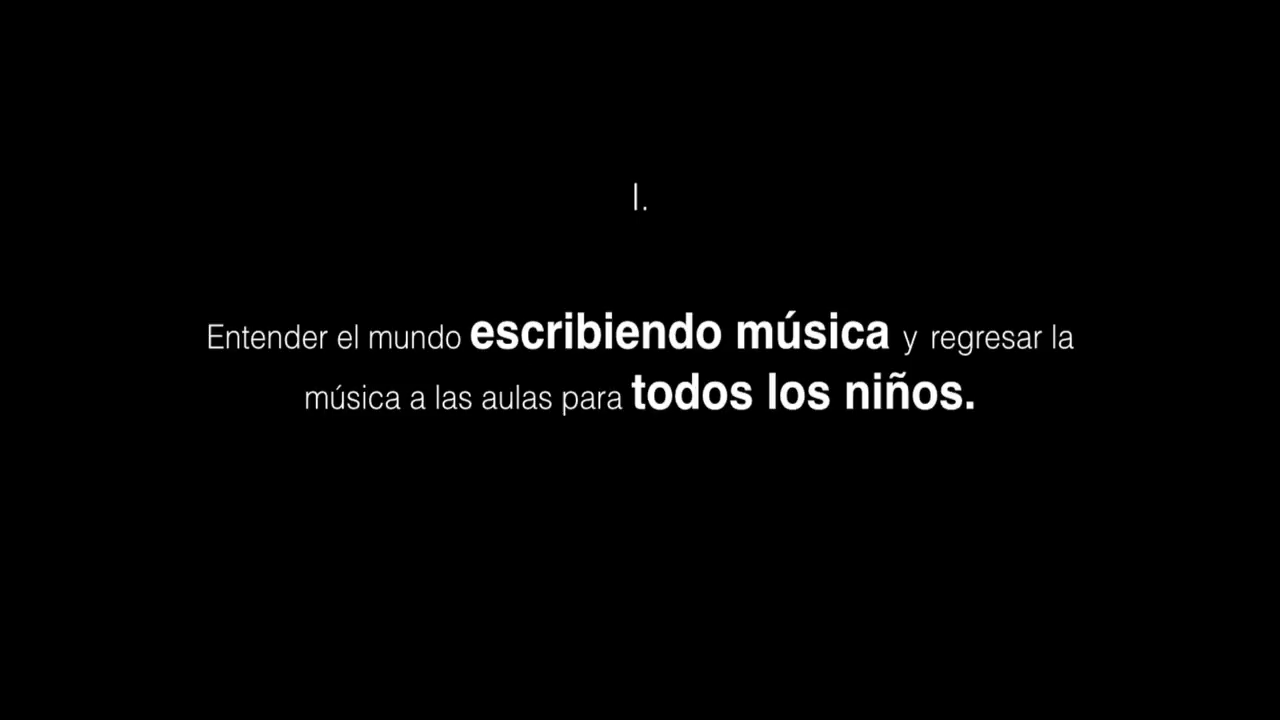 I.
Entender el mundo escribiendo música y regresar la
música a las aulas para todos los niños.